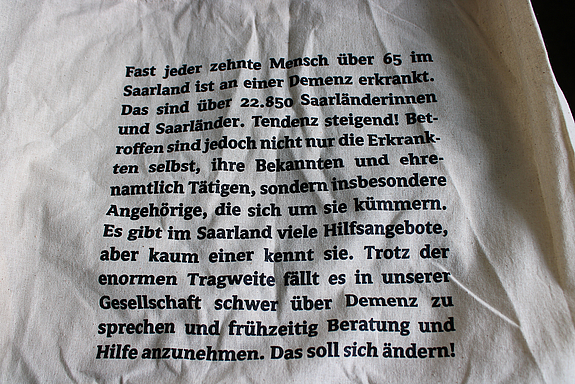 Fast jeder zehnte Mensch über 65 im
Saarland ist an einer Demenz erkrankt.
Das sind über 22.850 Saarländerinnen
und Saarländer. Tendenz steigend! Bet-
roffen sind jedoch nicht nur die Erkrank-
ten selbst, ihre Bekannten und ehre-
namtlich Tätigen, sondern insbesondere
Angehörige, die sich um sie kümmern.
Es gibt im Saarland viele Hilfsangebote,
aber kaum einer kennt sie. Trotz der
enormen Tragweite fällt es in unserer
Gesellschaft schwer über Demenz zu
sprechen und frühzeitig Beratung und
Hilfe anzunehmen. Das soll sich ändern!